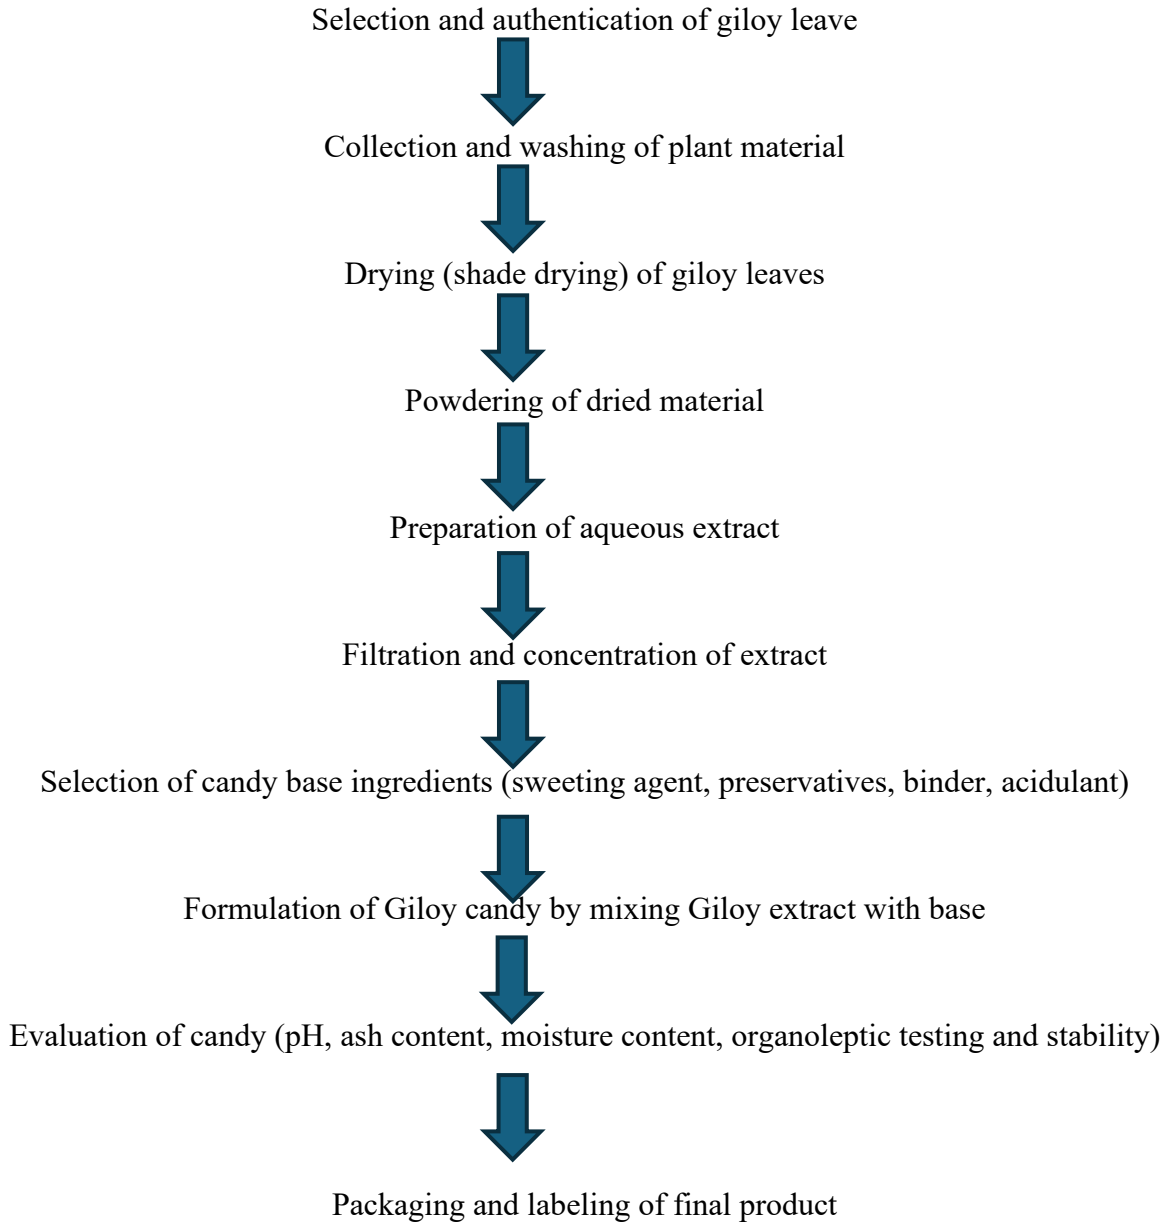 Selection and authentication of giloy leave
Collection and washing of plant material
Drying (shade drying) of giloy leaves
Powdering of dried material
Preparation of aqueous extract
Filtration and concentration of extract
Selection of candy base ingredients (sweeting agent, preservatives, binder, acidulant)
Formulation of Giloy candy by mixing Giloy extract with base
Evaluation of candy (pH, ash content, moisture content, organoleptic testing and stability)
Packaging and labeling of final product